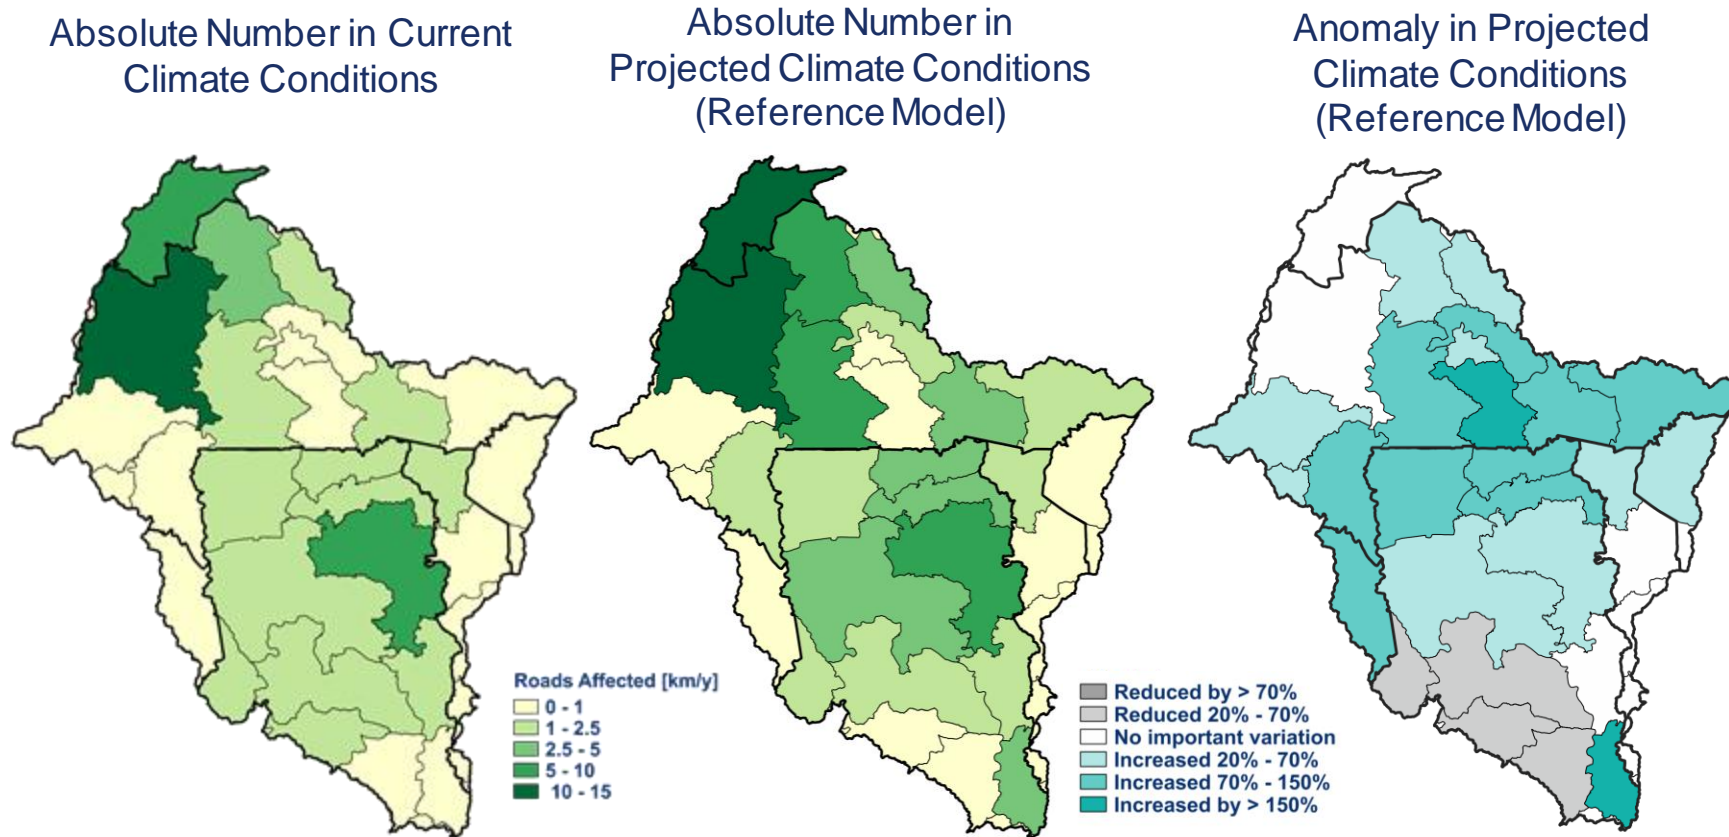 Absolute Number in Current
Climate Conditions
Absolute Number in
Projected Climate Conditions
(Reference Model)
Anomaly in Projected
Climate Conditions
(Reference Model)
Roads Affected [km/y]
0 - 1
1 - 2.5
2.5 - 5
5 - 10
10 - 15
Reduced by > 70%
Reduced 20% - 70%
No important variation
Increased 20% - 70%
Increased 70% - 150%
Increased by > 150%